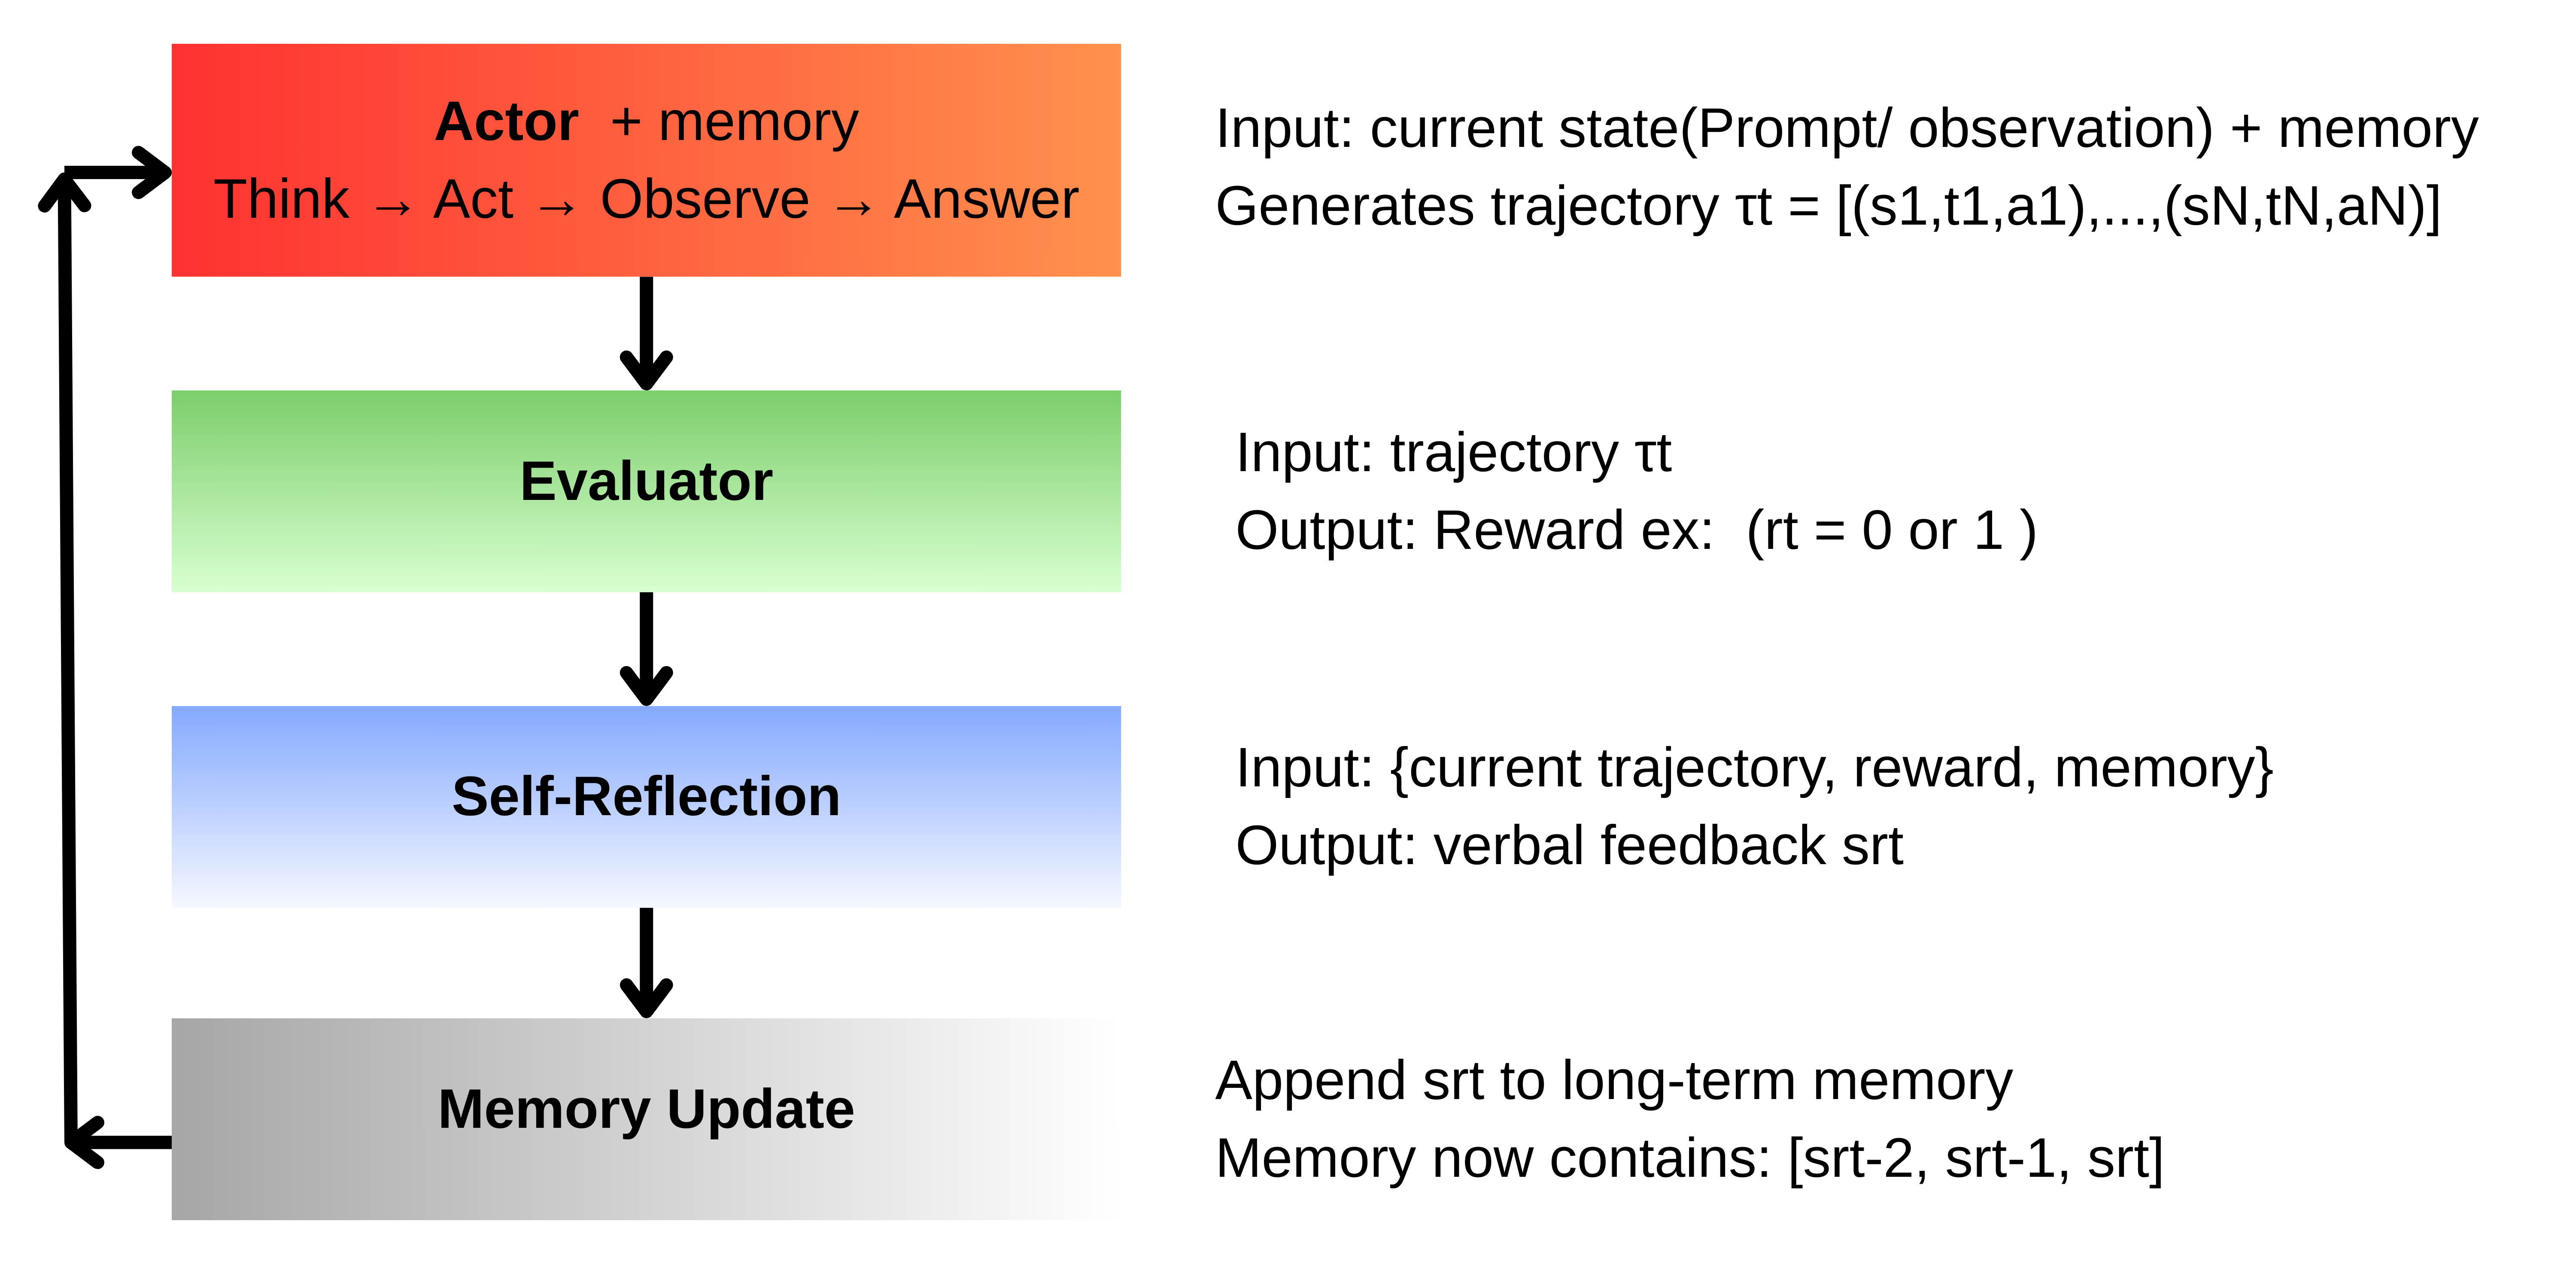 Actor + memory
Think → Act → Observe → Answer
Input: current state(Prompt/ observation) + memory
Generates trajectory τt = [(s1,t1,a1),...,(sN,tN,aN)]
Evaluator
Input: trajectory τt
Output: Reward ex: (rt = 0 or 1 )
Self-Reflection
Input: {current trajectory, reward, memory}
Output: verbal feedback srt
Memory Update
Append srt to long-term memory
Memory now contains: [srt-2, srt-1, srt]